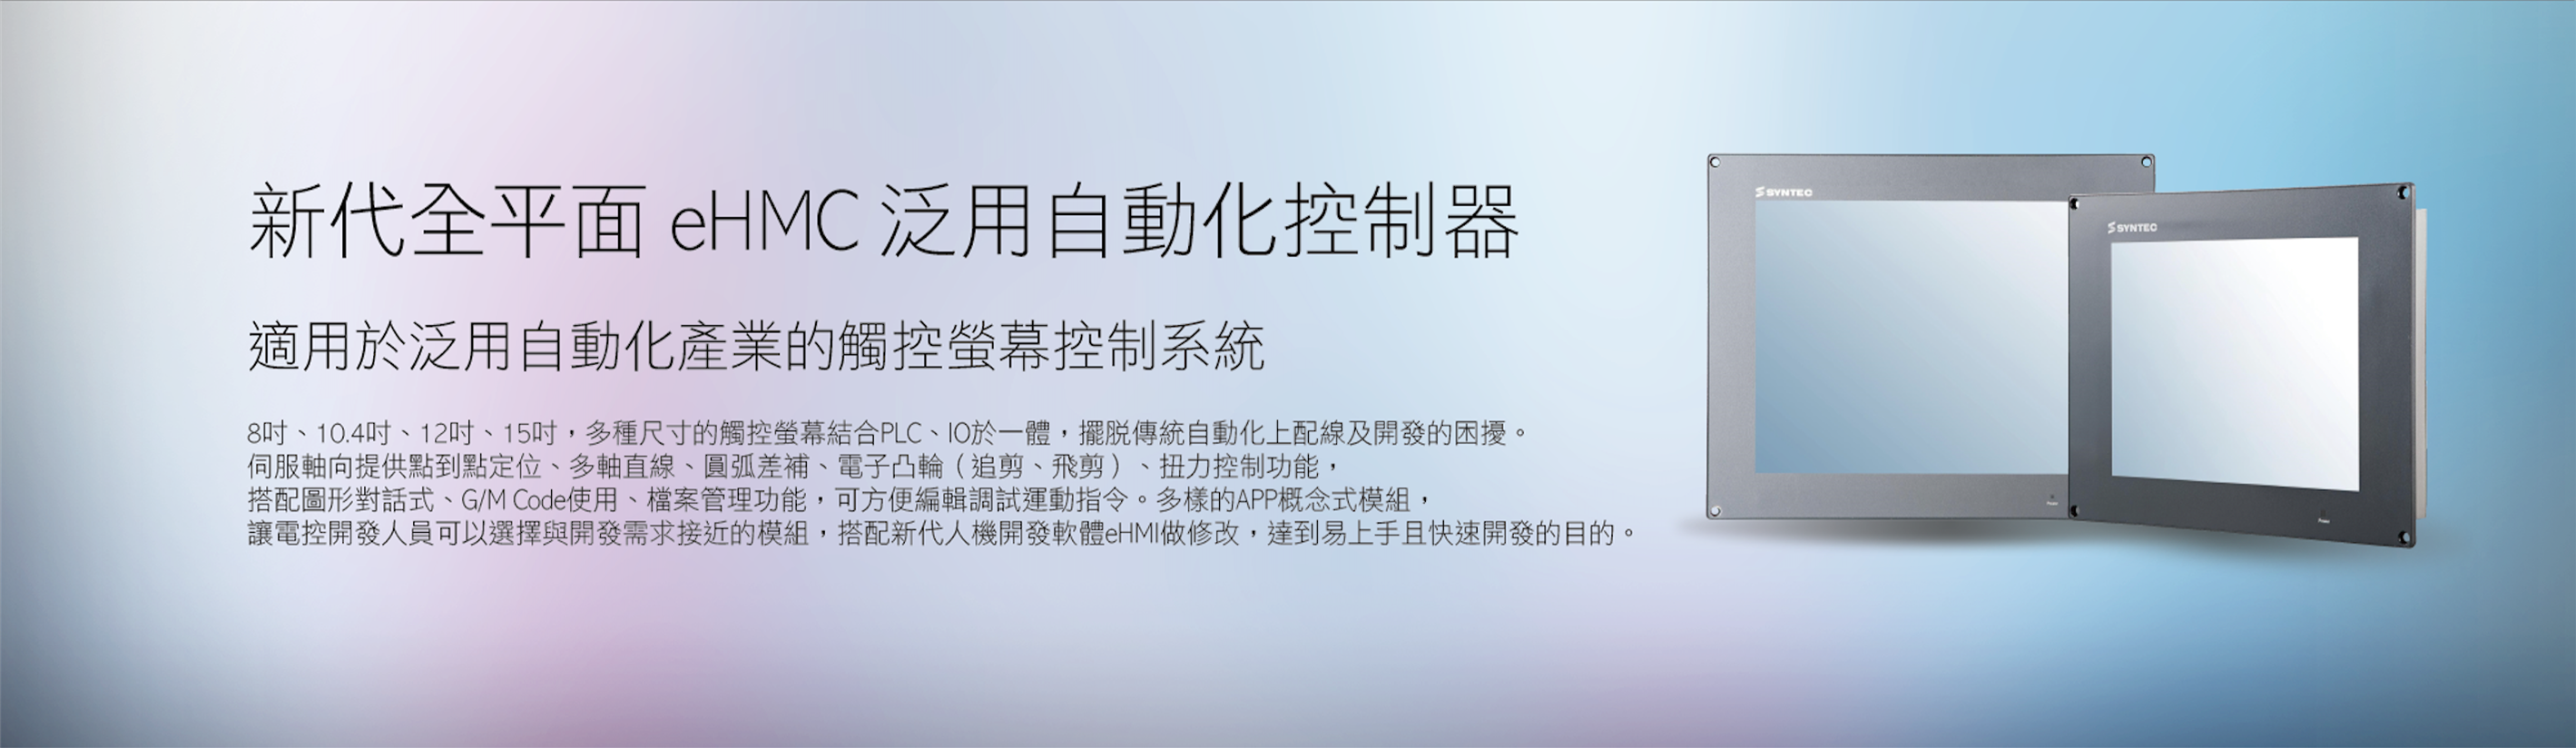 新代全平面 eHMC 泛用自動化控制器
適用於泛用自動化產業的觸控螢幕控制系統
8吋、10.4吋、12吋、15吋，多種尺寸的觸控螢幕結合PLC、IO於一體，擺脫傳統自動化上配線及開發的困擾。
伺服軸向提供點到點定位、多軸直線、圓弧差補、電子凸輪（追剪、飛剪）、扭力控制功能，
搭配圖形對話式、G/M Code使用、檔案管理功能，可方便編輯調試運動指令。多樣的APP概念式模組，
讓電控開發人員可以選擇與開發需求接近的模組，搭配新代人機開發軟體eHMI做修改，達到易上手且快速開發的目的。
SYNTEC
SYNTEC